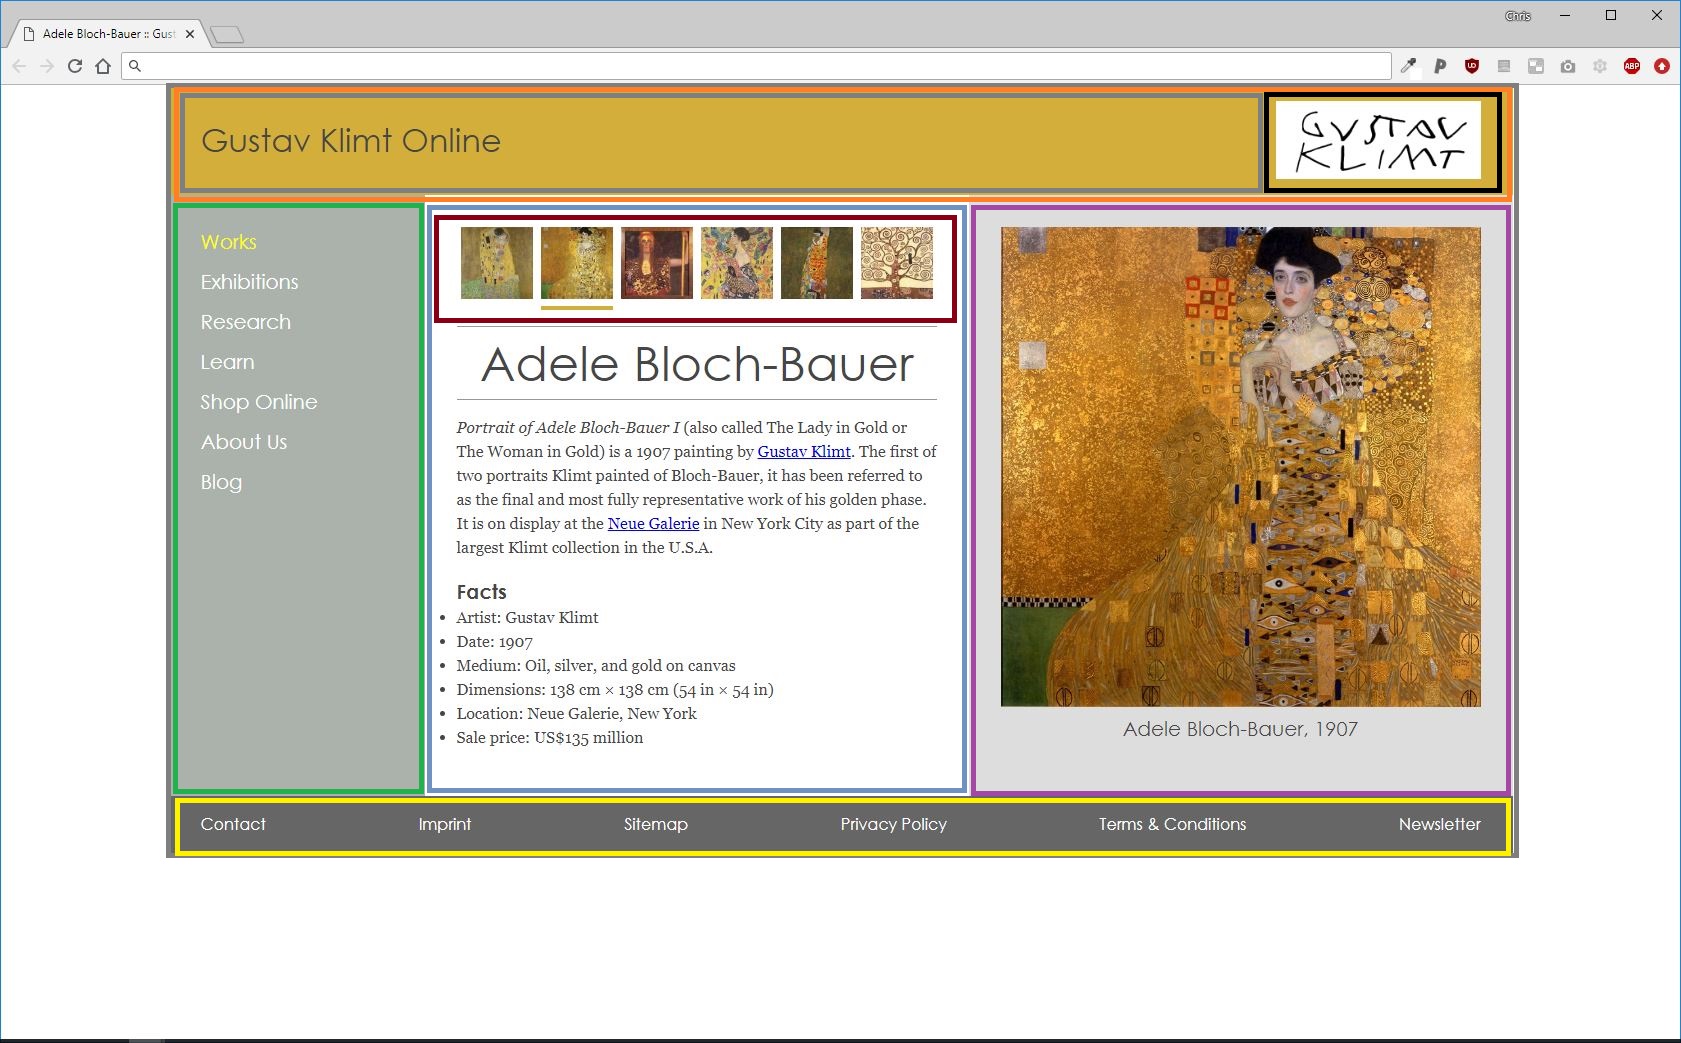 Chris
Adele Bloch-Bauer :: Gust
ABP
Gustav Klimt Online
GUSTAV
KLIMT
Works
Exhibitions
Research
Learn
Shop Online
About Us
Blog
Adele Bloch-Bauer
Portrait of Adele Bloch-Bauer I (also called The Lady in Gold or
The Woman in Gold) is a 1907 painting by Gustav Klimt. The first of
two portraits Klimt painted of Bloch-Bauer, it has been referred to
as the final and most fully representative work of his golden phase.
It is on display at the Neue Galerie in New York City as part of the
largest Klimt collection in the U.S.A.
Facts
• Artist: Gustav Klimt
• Date: 1907
• Medium: Oil, silver, and gold on canvas
• Dimensions: 138 cm × 138 cm (54 in × 54 in)
• Location: Neue Galerie, New York
• Sale price: US$135 million
Adele Bloch-Bauer, 1907
Contact Imprint Sitemap Privacy Policy Terms & Conditions Newsletter